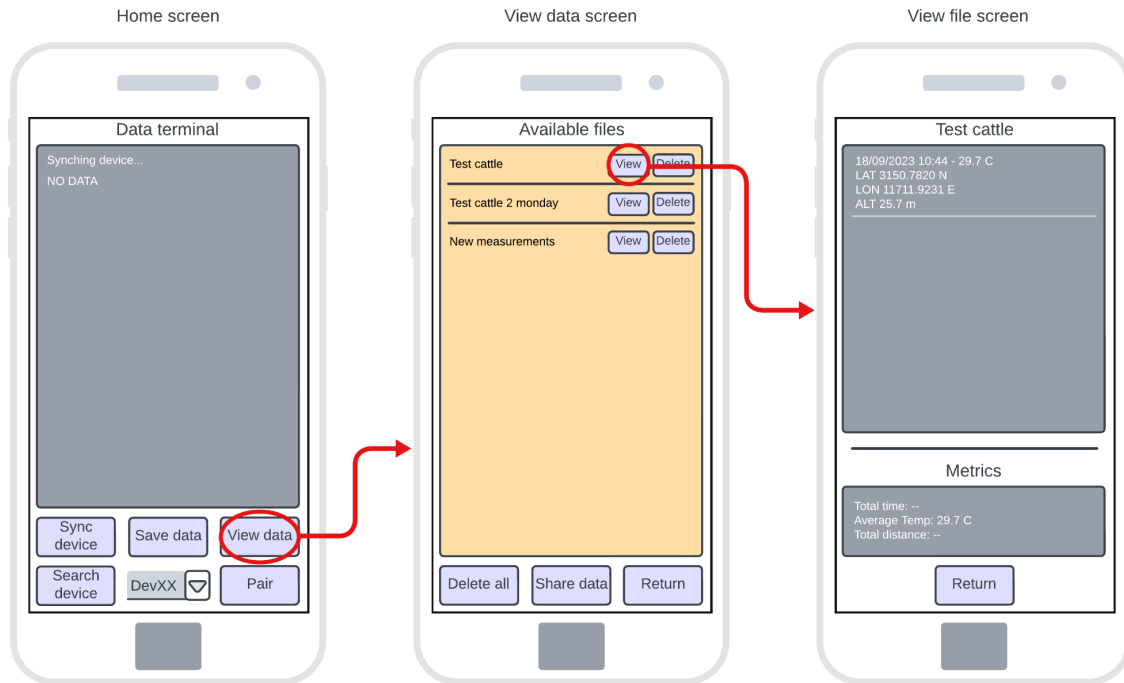 Home screen
Data terminal
Synching device...
NO DATA
Sync
device
Save data
View data
Search
device
DevXX
Pair
View data screen
Available files
Test cattle
View
Delete
Test cattle 2 monday
View
Delete
New measurements
View
Delete
Delete all
Share data
Return
View file screen
Test cattle
18/09/2023 10:44 - 29.7 C
LAT 3150.7820 N
LON 11711.9231 E
ALT 25.7 m
Metrics
Total time: --
Average Temp: 29.7 C
Total distance: --
Return